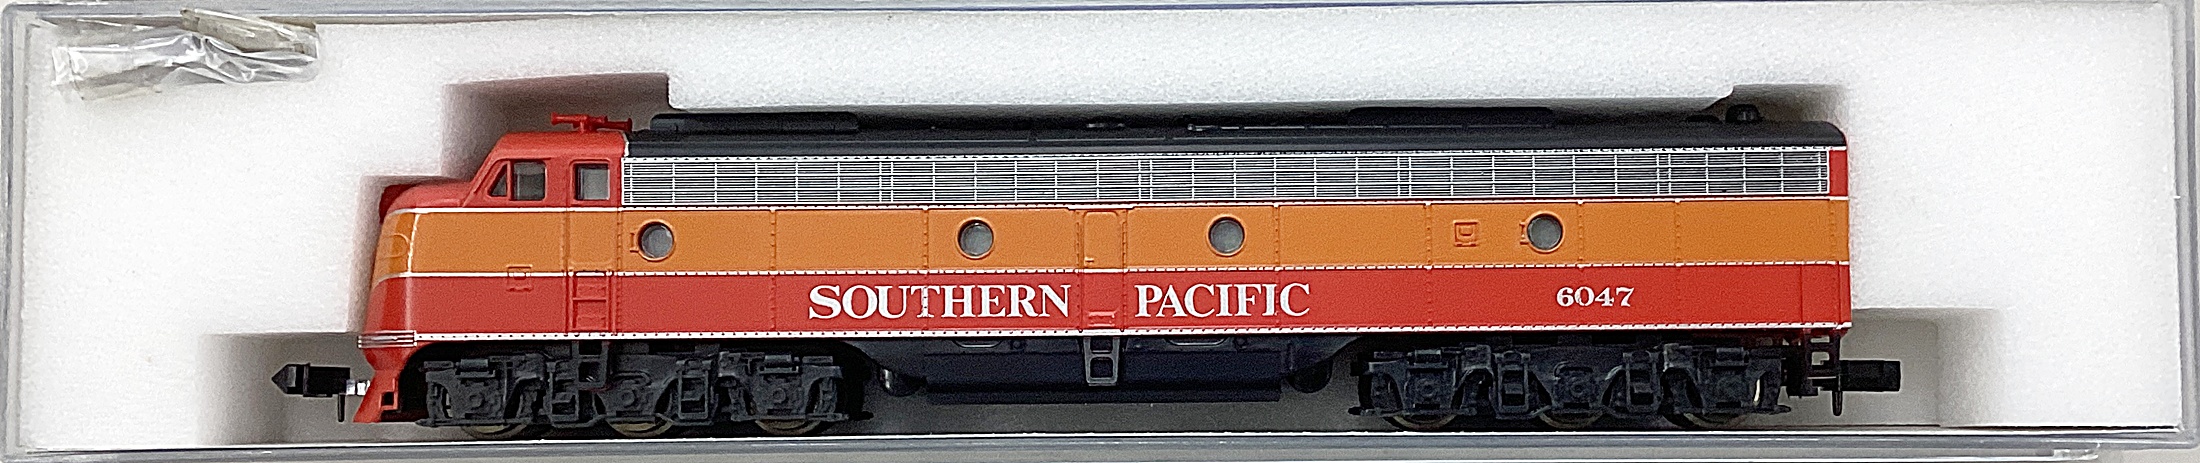 SOUTHERN PACIFIC 6047